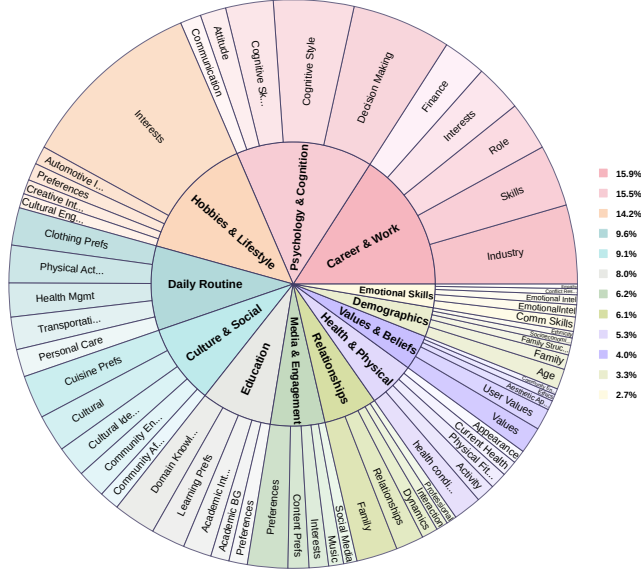 Communication
Attitude
Cognitive Sk...
Cognitive Style
Decision Making
Finance
Interests
Role
Skills
Industry
Interests
Automotive I...
Preferences
Creative Int...
Cultural Eng...
Clothing Prefs
Physical Act...
Health Mgmt
Transportati...
Personal Care
Cuisine Prefs
Cultural
Cultural Ide...
Community En...
Community Af...
Domain Knowl...
Learning Prefs
Academic Int...
Academic BG
Preferences
Preferences
Content Prefs
Interests
Music
Social Media
Family
Relationships
Dynamics
Interaction
Professional
health condi...
Activity
Physical Fit...
Current Health
Appearance
Values
User Values
Aesthetic Ap...
Age
Family
Family Struc...
Comm Skills
EmotionalIntel
Emotional Intel
Psychology & Cognition
Career & Work
Hobbies & Lifestyle
Daily Routine
Culture & Social
Education
Media & Engagement
Relationships
Health & Physical
Values & Beliefs
Demographics
Emotional Skills
15.9%
15.5%
14.2%
9.6%
9.1%
8.0%
6.2%
6.1%
5.3%
4.0%
3.3%
2.7%